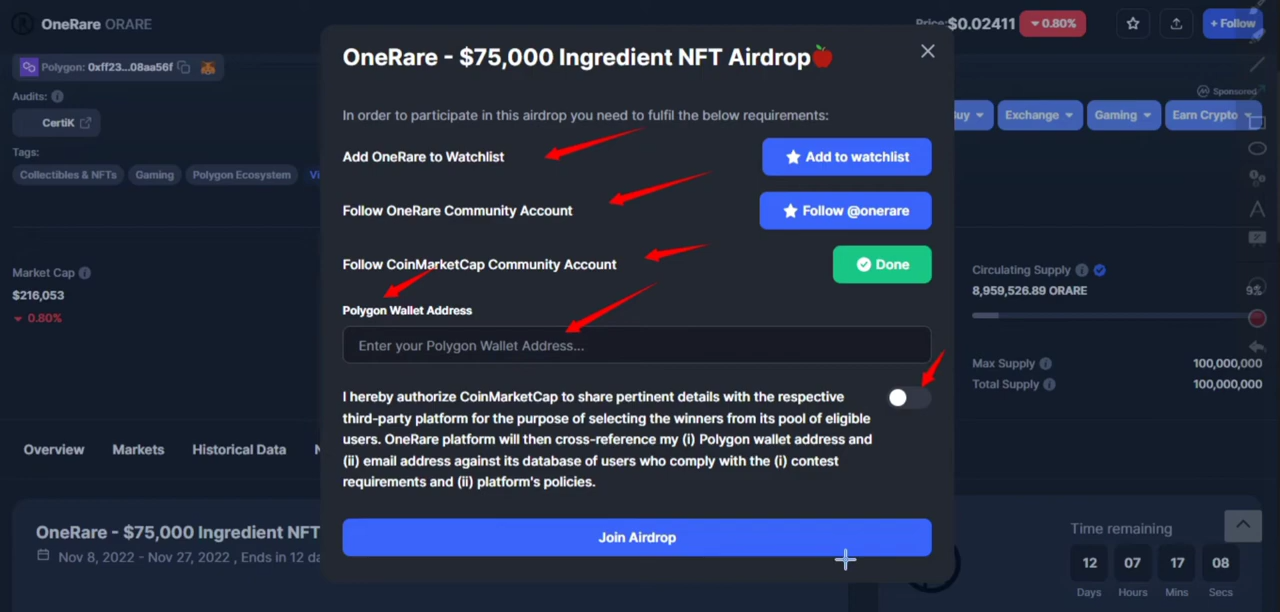 OneRare ORARE
Price: $0.02411 0.80%
+ Follow
Polygon: 0xff23...08aa56f
Audits:
CertiK
Tags:
Collectibles & NFTs Gaming Polygon Ecosystem
Sponsored
Exchange Gaming Earn Crypto
Market Cap
$216,053
0.80%
OneRare - $75,000 Ingredient NFT Airdrop
In order to participate in this airdrop you need to fulfil the below requirements:
Add OneRare to Watchlist
Add to watchlist
Follow OneRare Community Account
Follow @onerare
Follow CoinMarketCap Community Account
Done
Polygon Wallet Address
Enter your Polygon Wallet Address...
I hereby authorize CoinMarketCap to share pertinent details with the respective
third-party platform for the purpose of selecting the winners from its pool of eligible
users. OneRare platform will then cross-reference my (i) Polygon wallet address and
(ii) email address against its database of users who comply with the (i) contest
requirements and (ii) platform's policies.
Join Airdrop
Circulating Supply
8,959,526.89 ORARE
9%
Max Supply 100,000,000
Total Supply 100,000,000
Overview Markets Historical Data
OneRare - $75,000 Ingredient NFT
Nov 8, 2022 - Nov 27, 2022 , Ends in 12
Time remaining
12 07 17 08
Days Hours Mins Secs